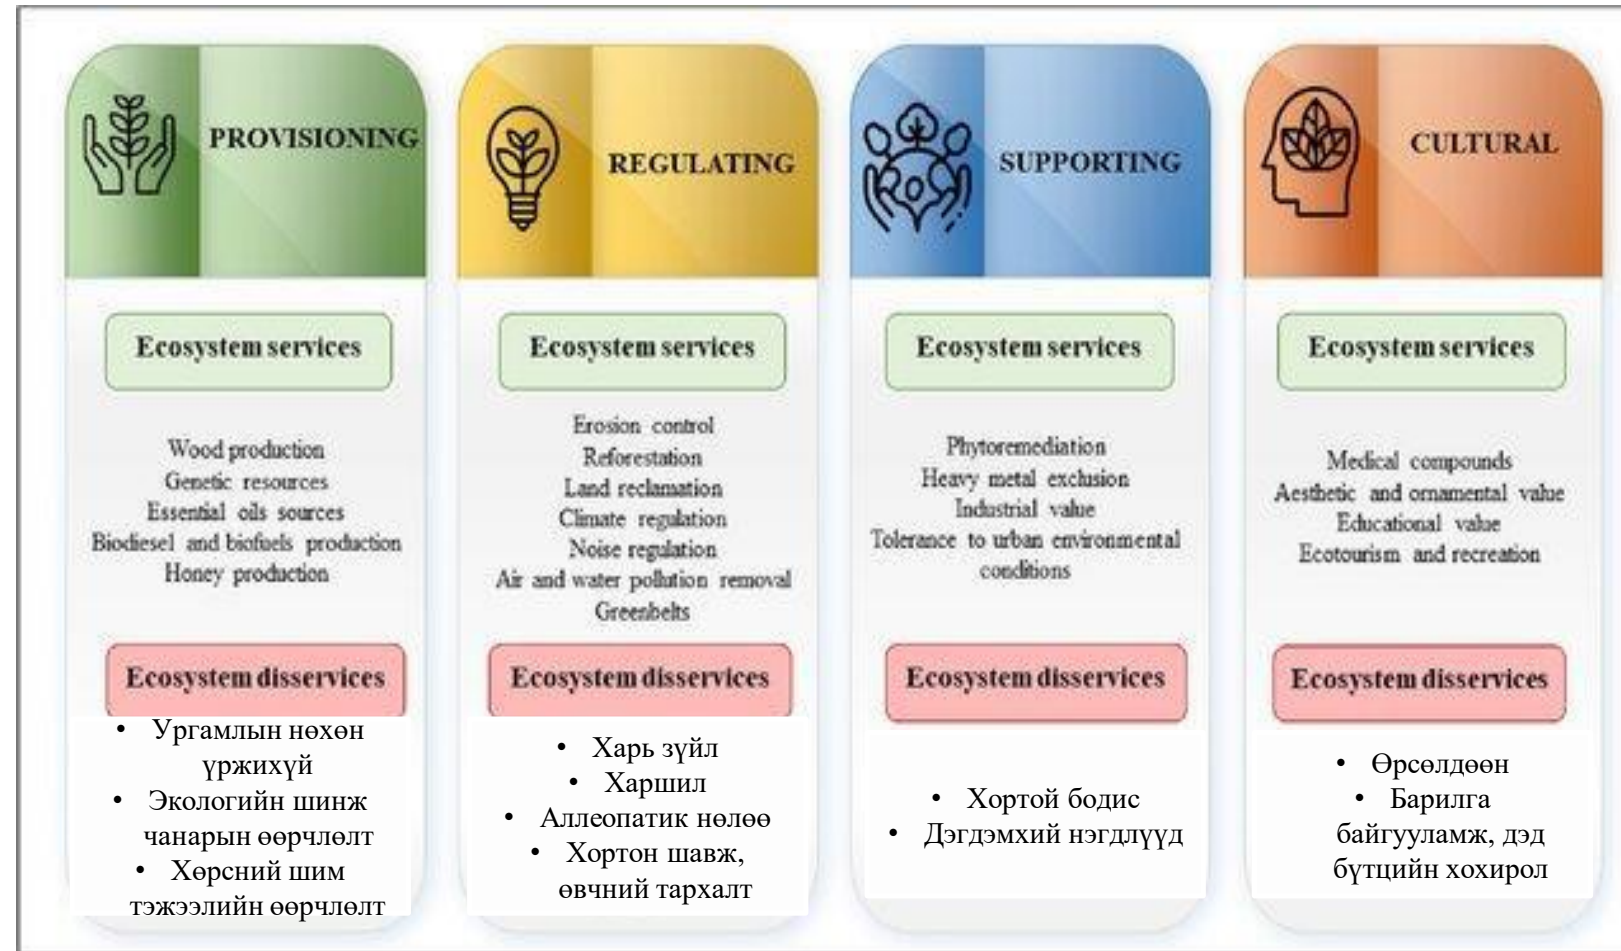 PROVISIONING
Ecosystem services
Wood production
Genetic resources
Essential oils sources
Biodiesel and biofuels production
Honey production
Ecosystem disservices
• Ургамлын нөхөн
үржихүй
• Экологийн шинж
чанарын өөрчлөлт
• Хөрсний шим
тэжээлийн өөрчлөлт
REGULATING
Ecosystem services
Erosion control
Reforestation
Land reclamation
Climate regulation
Noise regulation
Air and water pollution removal
Greenbelts
Ecosystem disservices
• Харь зүйл
• Харшил
• Аллеопатик нөлөө
• Хортон шавж,
өвчний тархалт
SUPPORTING
Ecosystem services
Phytoremediation
Heavy metal exclusion
Industrial value
Tolerance to urban environmental
conditions
Ecosystem disservices
• Хортой бодис
• Дэгдэмхий нэгдлүүд
CULTURAL
Ecosystem services
Medical compounds
Aesthetic and ornamental value
Educational value
Ecotourism and recreation
Ecosystem disservices
• Өрсөлдөөн
• Барилга
байгууламж, дэд
бүтцийн хохирол